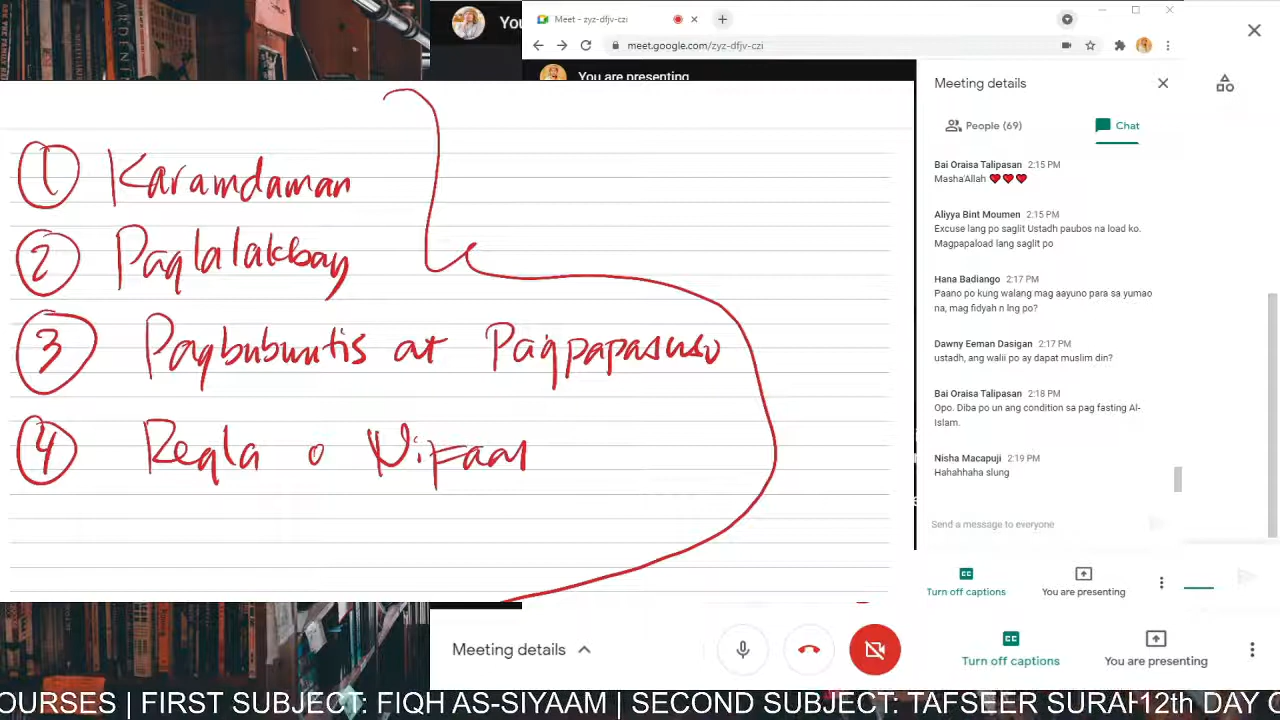 You
Meet - zyz-dfjv-czi
meet.google.com/zyz-dfjv-czi
You are presenting
① Karamdaman
② Paglalakbay
③ Pagbubuntis at Pagpapasuso
④ Regla o Nifaas
Meeting details
People (69)
Chat
Bai Oraisa Talipasan 2:15 PM
Masha'Allah ❤❤❤
Aliyya Bint Moumen 2:15 PM
Excuse lang po saglit Ustadh paubos na load ko.
Magpapaload lang saglit po
Hana Badiango 2:17 PM
Paano po kung walang mag aayuno para sa yumao
na, mag fidyah n lng po?
Dawny Eeman Dasigan 2:17 PM
ustadh, ang walii po ay dapat muslim din?
Bai Oraisa Talipasan 2:18 PM
Opo. Diba po un ang condition sa pag fasting Al-
Islam.
Nisha Macapuji 2:19 PM
Hahahhaha slung
Send a message to everyone
Turn off captions
You are presenting
Meeting details
Turn off captions
You are presenting
OURSES | FIRST SUBJECT: FIQH AS-SIYAAM | SECOND SUBJECT: TAFSEER SURAH 12th DAY